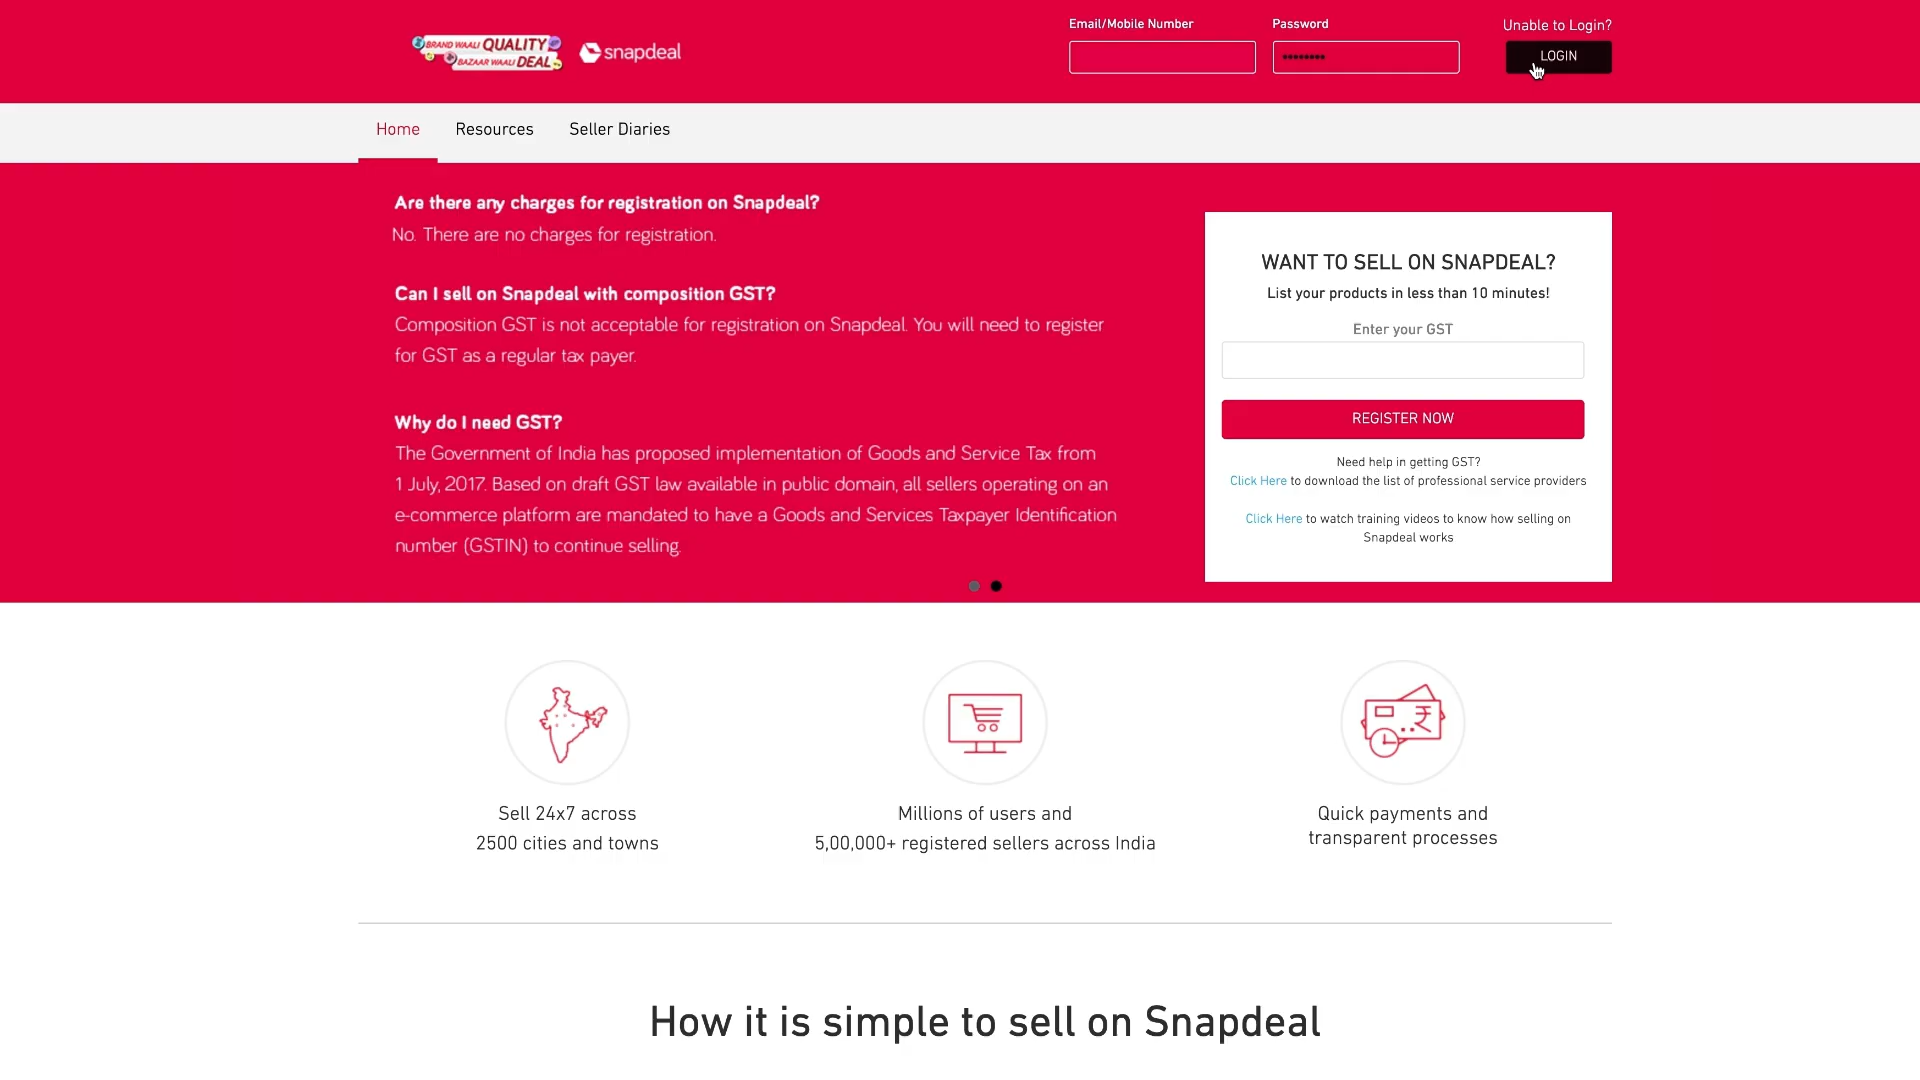 BRAND WAALI QUALITY
BAZAAR WAALI DEAL
snapdeal
Email/Mobile Number
Password
Unable to Login?
LOGIN
Home
Resources
Seller Diaries
Are there any charges for registration on Snapdeal?
No. There are no charges for registration.
Can I sell on Snapdeal with composition GST?
Composition GST is not acceptable for registration on Snapdeal. You will need to register
for GST as a regular tax payer.
Why do I need GST?
The Government of India has proposed implementation of Goods and Service Tax from
1 July, 2017. Based on draft GST law available in public domain, all sellers operating on an
e-commerce platform are mandated to have a Goods and Services Taxpayer Identification
number (GSTIN) to continue selling.
WANT TO SELL ON SNAPDEAL?
List your products in less than 10 minutes!
Enter your GST
REGISTER NOW
Need help in getting GST?
Click Here to download the list of professional service providers
Click Here to watch training videos to know how selling on
Snapdeal works
Sell 24x7 across
2500 cities and towns
Millions of users and
5,00,000+ registered sellers across India
Quick payments and
transparent processes
How it is simple to sell on Snapdeal